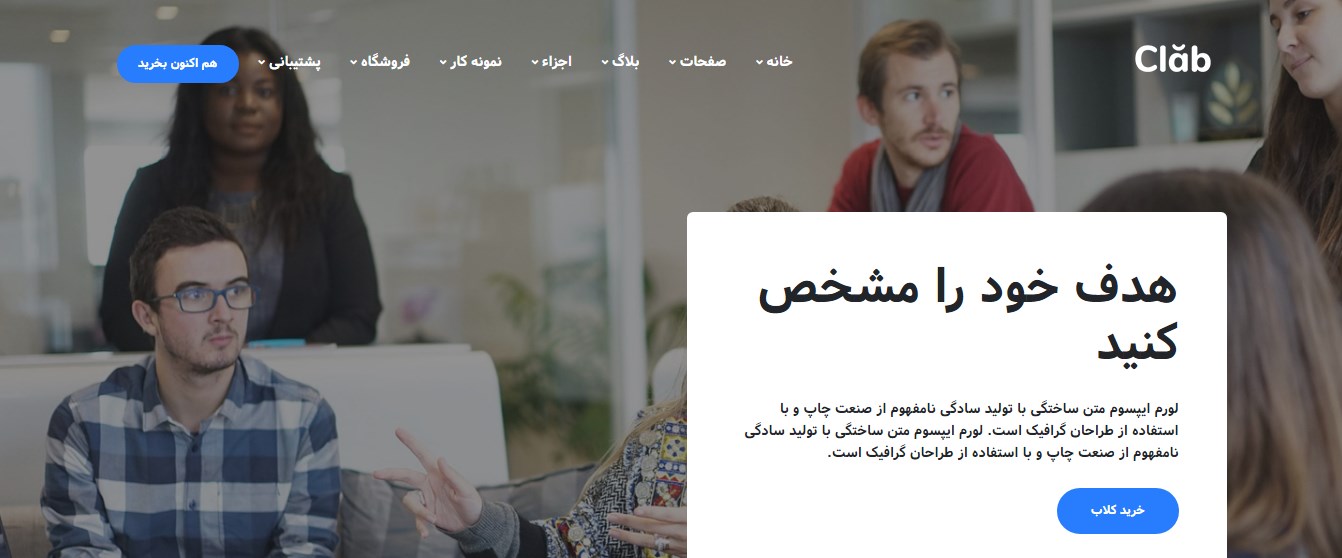 Clăb
خانه
صفحات
بلاگ
اجزاء
نمونه کار
فروشگاه
پشتیبانی
هم اکنون بخرید
هدف خود را مشخص
کنید
لورم ایپسوم متن ساختگی با تولید سادگی نامفهوم از صنعت چاپ و با
استفاده از طراحان گرافیک است. لورم ایپسوم متن ساختگی با تولید سادگی
نامفهوم از صنعت چاپ و با استفاده از طراحان گرافیک است.
خرید کلاب